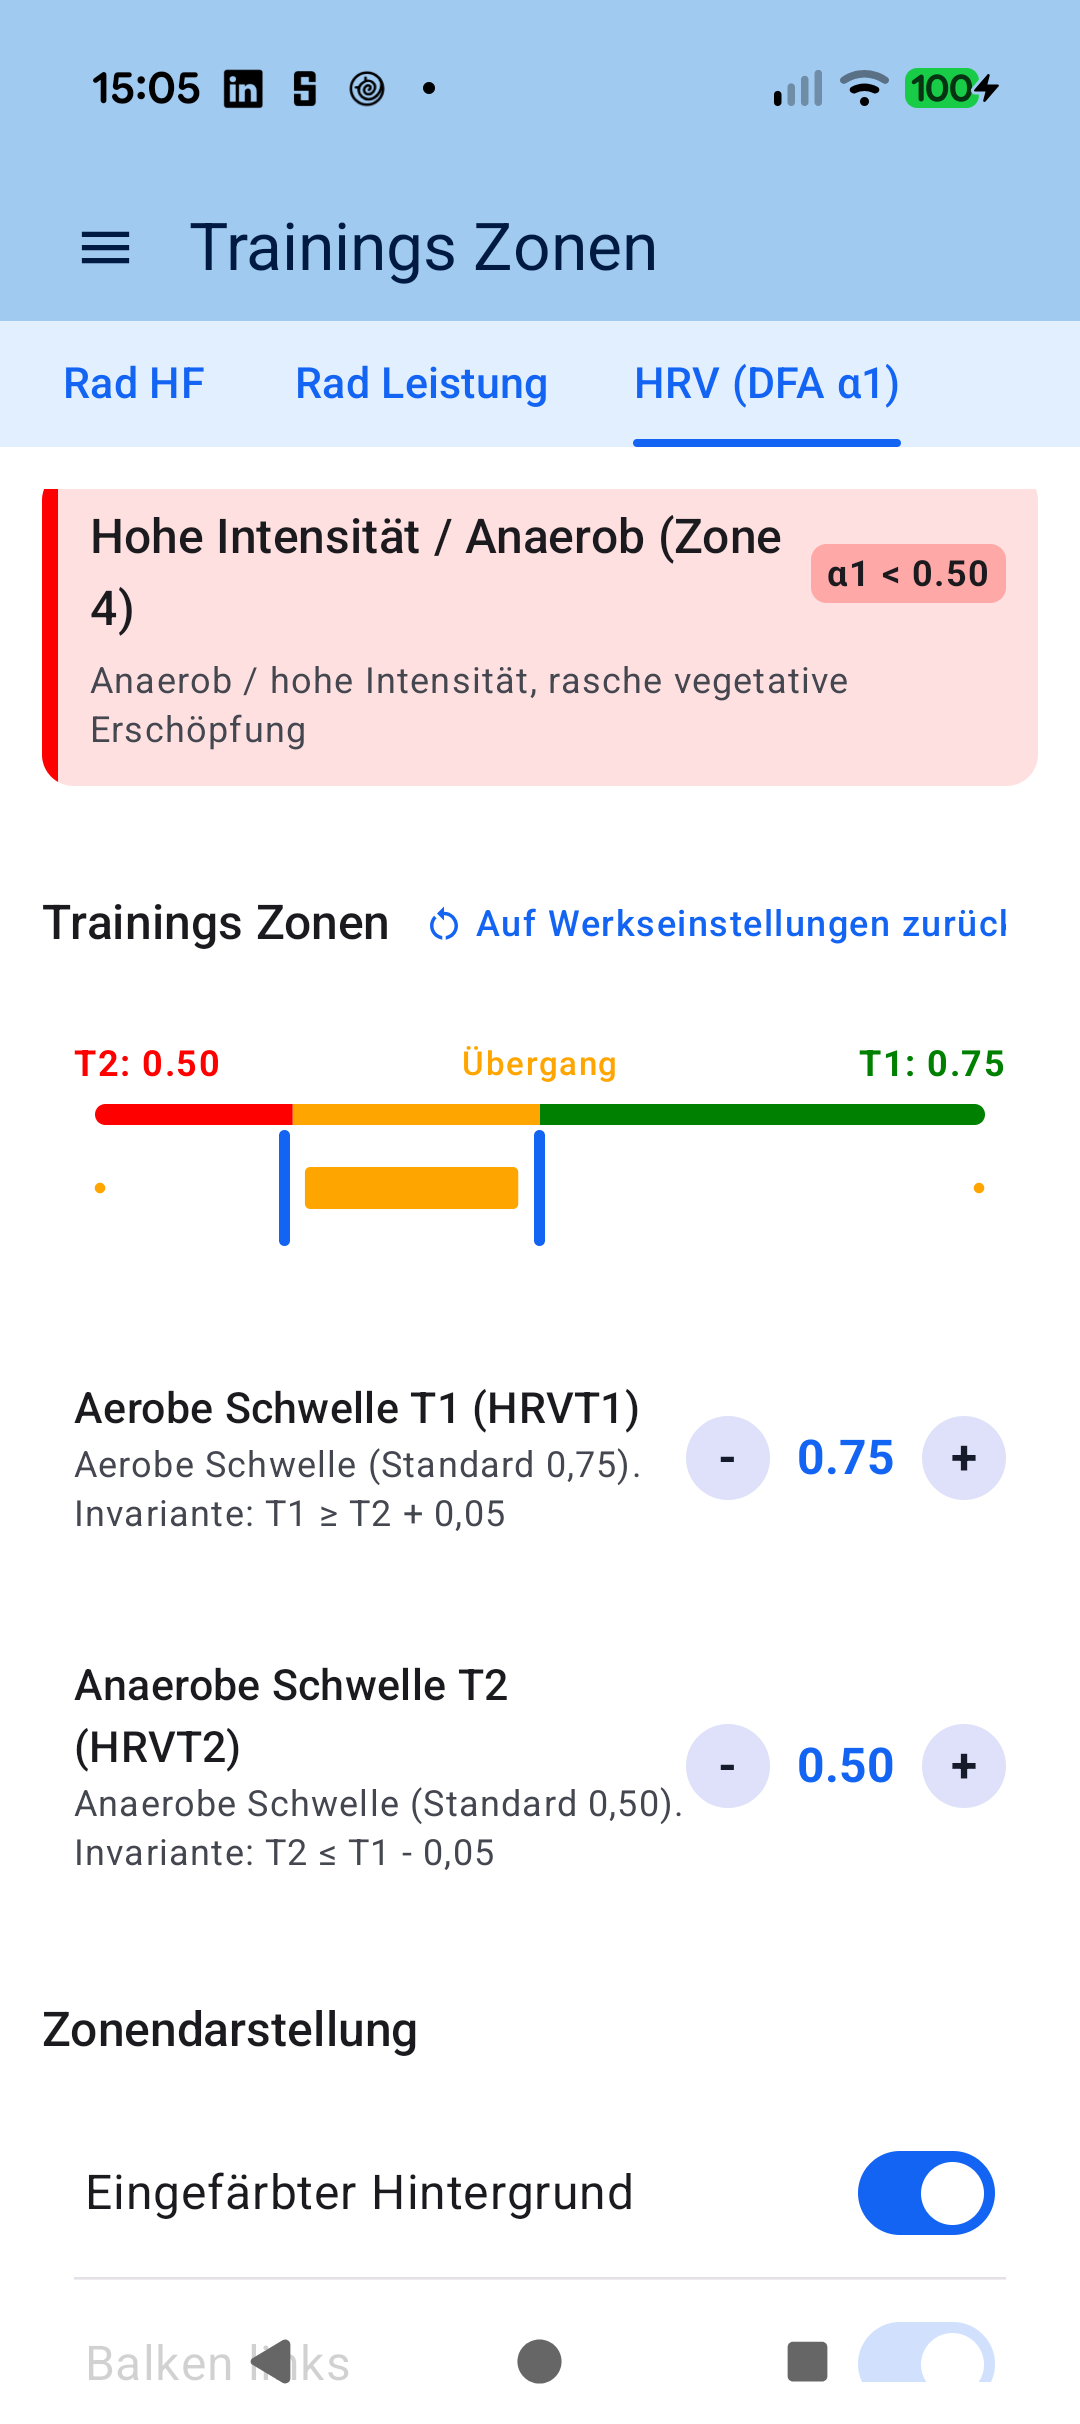 15:05
100
Trainings Zonen
Rad HF
Rad Leistung
HRV (DFA α1)
Hohe Intensität / Anaerob (Zone
4)
α1 < 0.50
Anaerob / hohe Intensität, rasche vegetative
Erschöpfung
Trainings Zonen
Auf Werkseinstellungen
T2: 0.50
Übergang
T1: 0.75
Aerobe Schwelle T1 (HRVT1)
Aerobe Schwelle (Standard 0,75).
Invariante: T1 ≥ T2 + 0,05
- 0.75 +
Anaerobe Schwelle T2
(HRVT2)
Anaerobe Schwelle (Standard 0,50).
Invariante: T2 ≤ T1 - 0,05
- 0.50 +
Zonendarstellung
Eingefärbter Hintergrund
Balken links